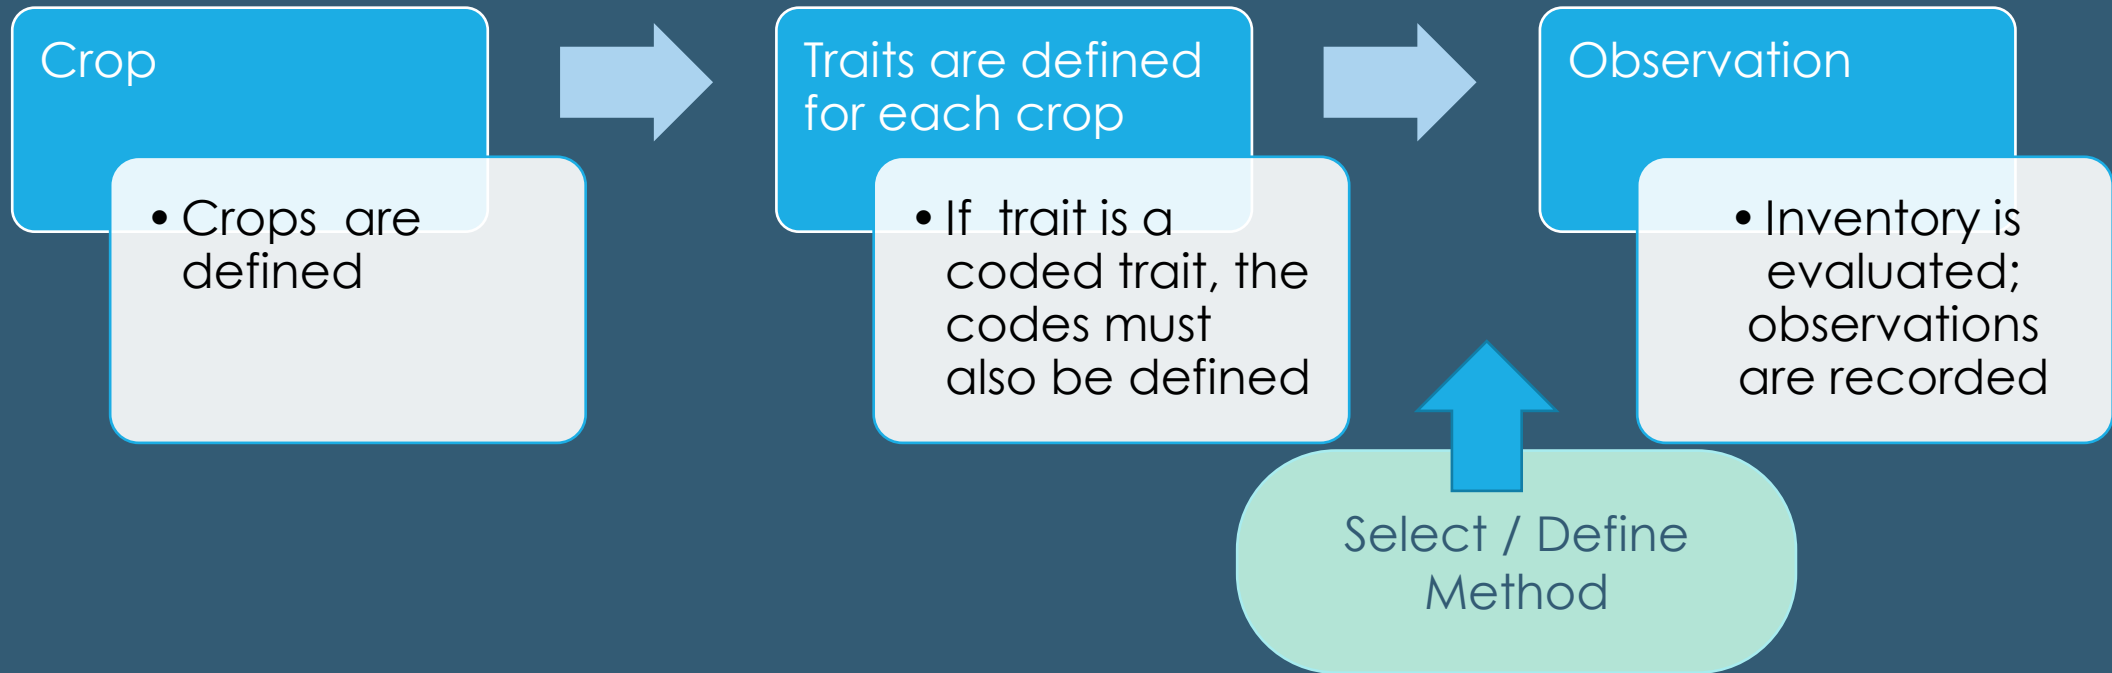 Crop
• Crops  are
defined
Traits are defined
for each crop
• If  trait is a
coded trait, the
codes must
also be defined
Observation
• Inventory is
evaluated;
observations
are recorded
Select / Define
Method